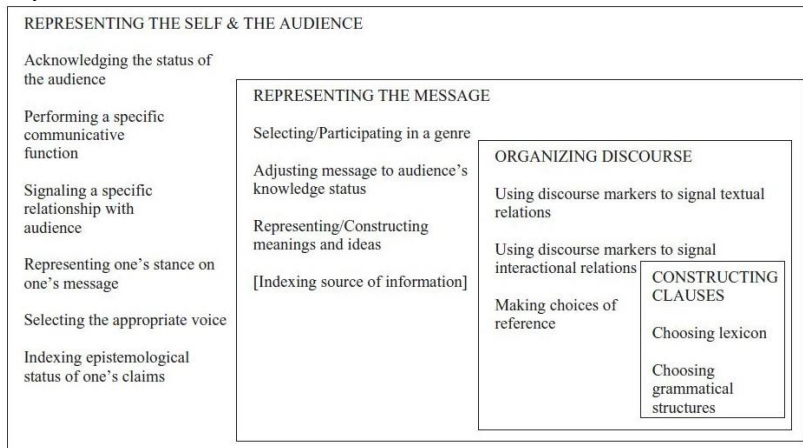 REPRESENTING THE SELF & THE AUDIENCE
Acknowledging the status of
the audience
Performing a specific
communicative
function
Signaling a specific
relationship with
audience
Representing one's stance on
one's message
Selecting the appropriate voice
Indexing epistemological
status of one's claims
REPRESENTING THE MESSAGE
Selecting/Participating in a genre
Adjusting message to audience's
knowledge status
Representing/Constructing
meanings and ideas
[Indexing source of information]
ORGANIZING DISCOURSE
Using discourse markers to signal textual
relations
Using discourse markers to signal
interactional relations
Making choices of
reference
CONSTRUCTING
CLAUSES
Choosing lexicon
Choosing
grammatical
structures